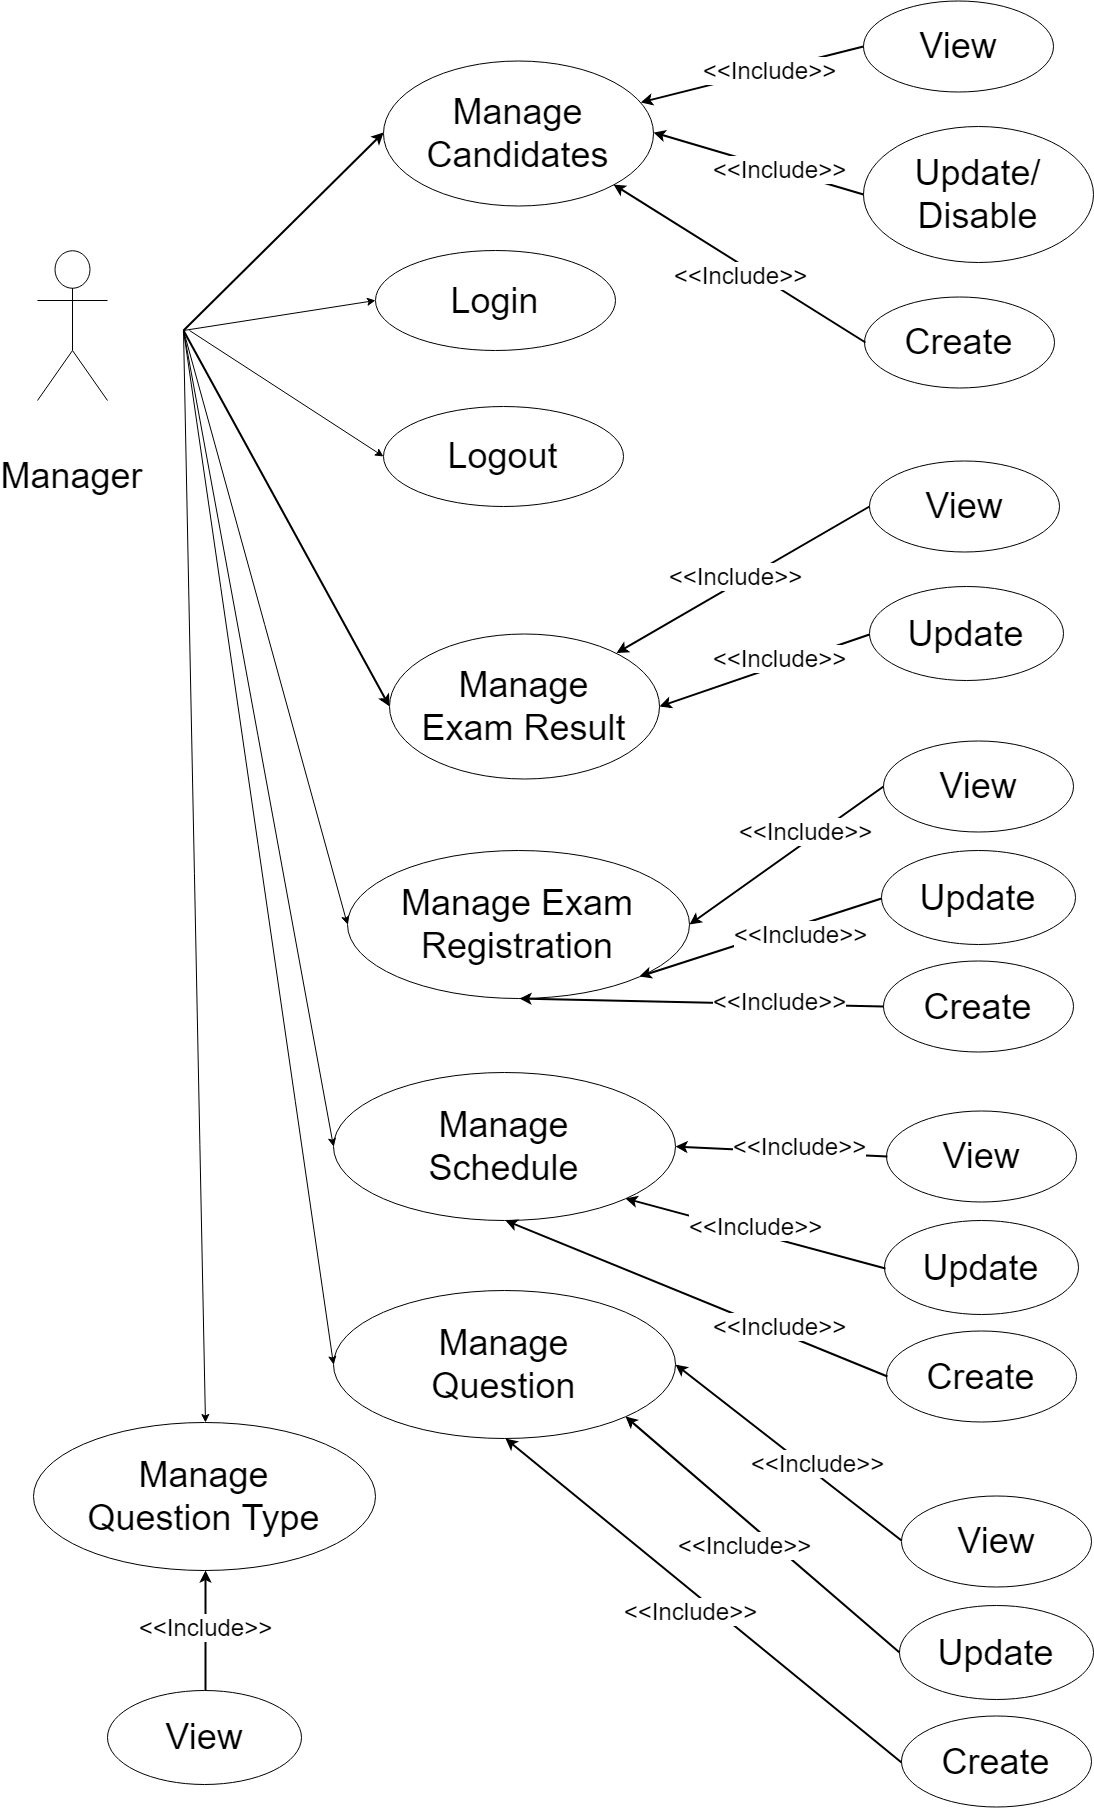 View
<<Include>>
Manage
Candidates
<<Include>>
Update/
Disable
<<Include>>
Create
Login
Manager
Logout
View
<<Include>>
Update
<<Include>>
Manage
Exam Result
View
<<Include>>
Manage Exam
Registration
Update
<<Include>>
<<Include>>
Create
Manage
Schedule
<<Include>>
View
<<Include>>
Update
<<Include>>
Create
Manage
Question
<<Include>>
View
<<Include>>
Update
<<Include>>
Create
Manage
Question Type
<<Include>>
View